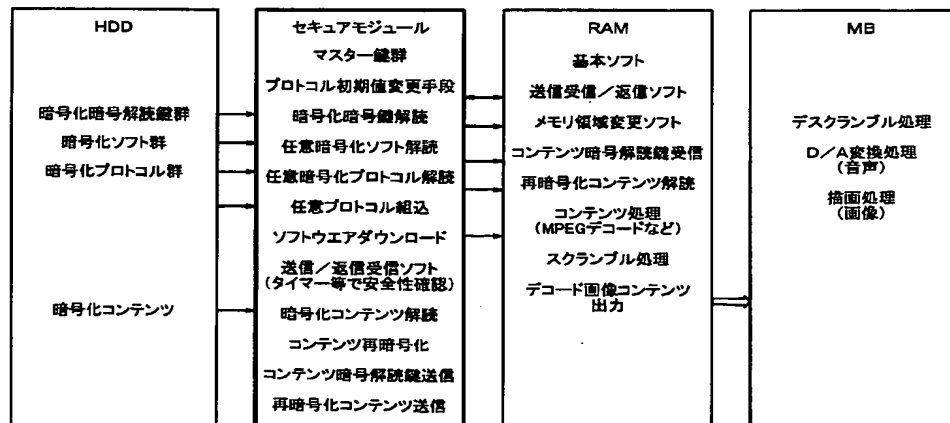 HDD
暗号化暗号解読鍵群
暗号化ソフト群
暗号化プロトコル群
暗号化コンテンツ
セキュアモジュール
マスター鍵群
プロトコル初期値変更手段
暗号化暗号鍵解読
任意暗号化ソフト解読
任意暗号化プロトコル解読
任意プロトコル組込
ソフトウエアダウンロード
送信/返信受信ソフト
(タイマー等で安全性確認)
暗号化コンテンツ解読
コンテンツ再暗号化
コンテンツ暗号解読鍵送信
再暗号化コンテンツ送信
RAM
基本ソフト
送信受信/返信ソフト
メモリ領域変更ソフト
コンテンツ暗号解読鍵受信
再暗号化コンテンツ解読
コンテンツ処理
(MPEGデコードなど)
スクランブル処理
デコード画像コンテンツ
出力
MB
デスクランブル処理
D/A変換処理
(音声)
描画処理
(画像)